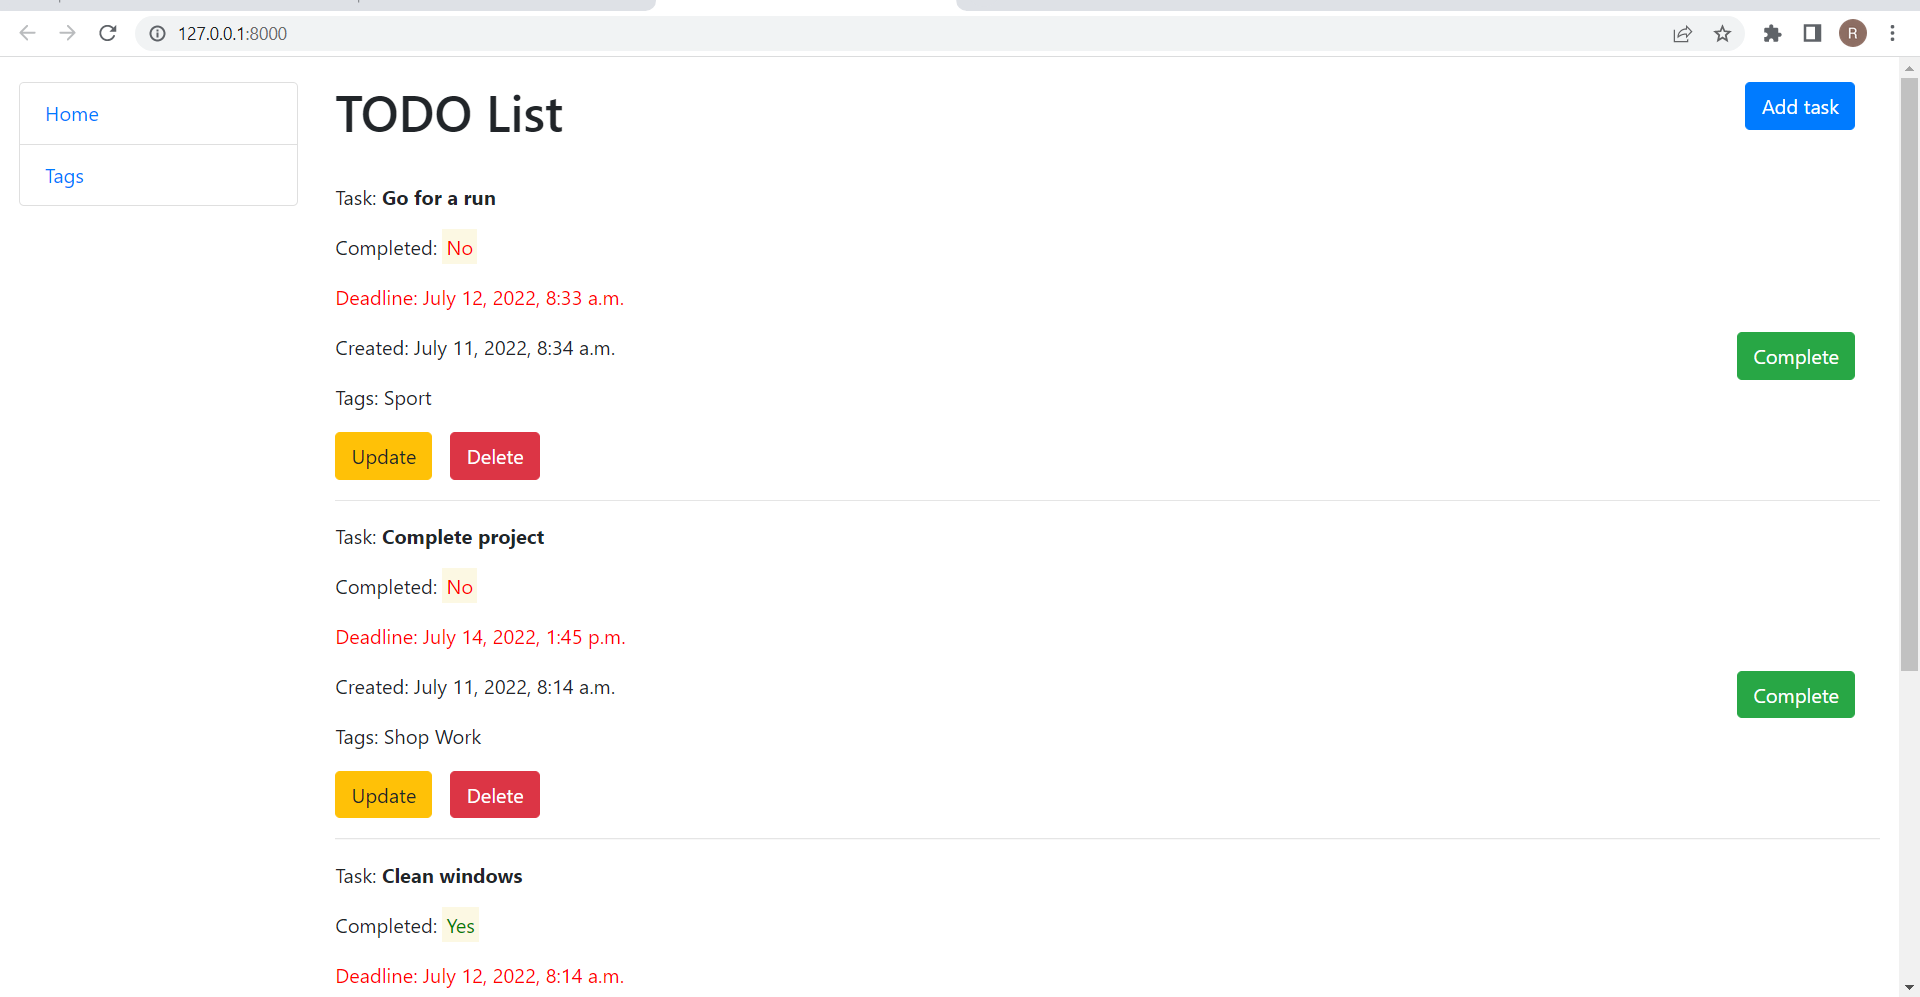 127.0.0.1:8000
R
Home
Tags
TODO List
Add task
Task: Go for a run
Completed: No
Deadline: July 12, 2022, 8:33 a.m.
Created: July 11, 2022, 8:34 a.m.
Complete
Tags: Sport
Update Delete
Task: Complete project
Completed: No
Deadline: July 14, 2022, 1:45 p.m.
Created: July 11, 2022, 8:14 a.m.
Complete
Tags: Shop Work
Update Delete
Task: Clean windows
Completed: Yes
Deadline: July 12, 2022, 8:14 a.m.